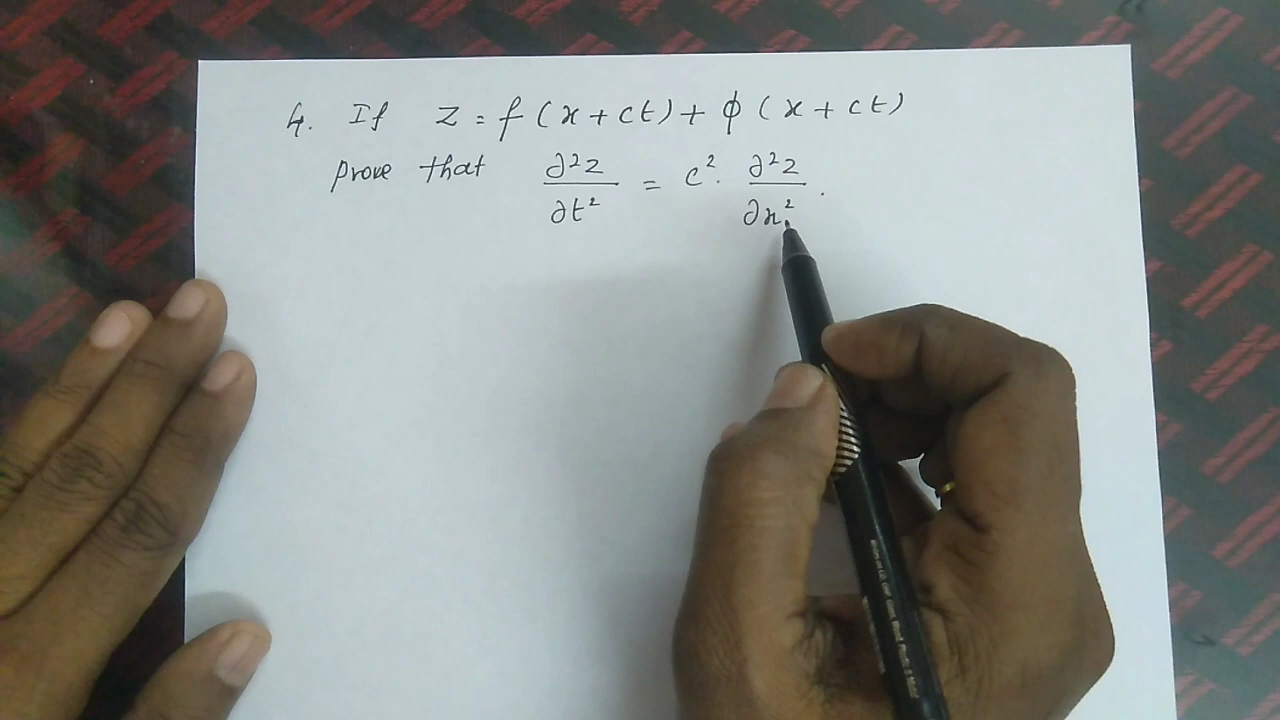 4. If z = f(x+ct) + φ(x+ct)
prove that ∂²z/∂t² = c². ∂²z/∂x².